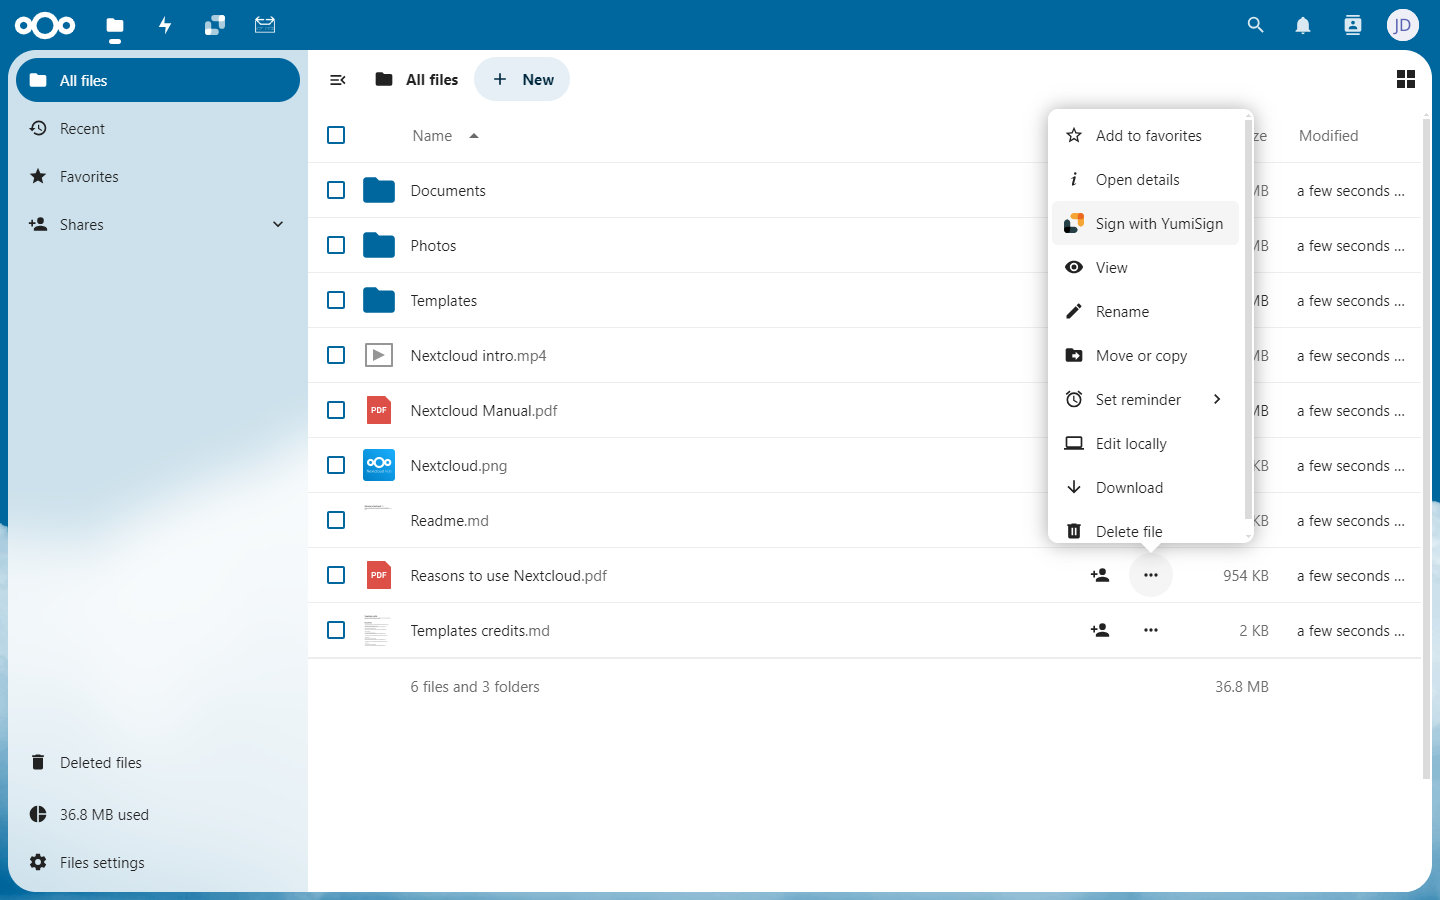 JD
All files
Recent
Favorites
Shares
Deleted files
36.8 MB used
Files settings
All files
New
Name
ze
Modified
Documents
MB
a few seconds ...
Photos
MB
a few seconds ...
Templates
MB
a few seconds ...
Nextcloud intro.mp4
MB
a few seconds ...
PDF
Nextcloud Manual.pdf
MB
a few seconds ...
Nextcloud.png
KB
a few seconds ...
Readme.md
KB
a few seconds ...
PDF
Reasons to use Nextcloud.pdf
954 KB
a few seconds ...
Templates credits.md
2 KB
a few seconds ...
6 files and 3 folders
36.8 MB
Add to favorites
Open details
Sign with YumiSign
View
Rename
Move or copy
Set reminder
Edit locally
Download
Delete file